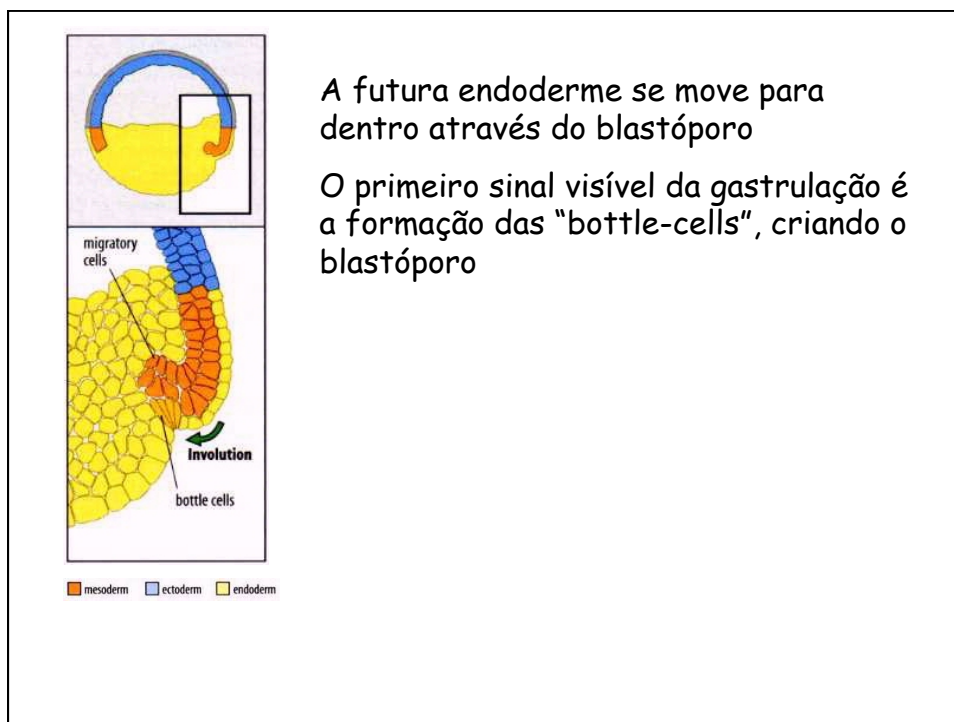 A futura endoderme se move para
dentro através do blastóporo
O primeiro sinal visível da gastrulação é
a formação das “bottle-cells”, criando o
blastóporo
migratory
cells
Involution
bottle cells
mesoderm ectoderm endoderm